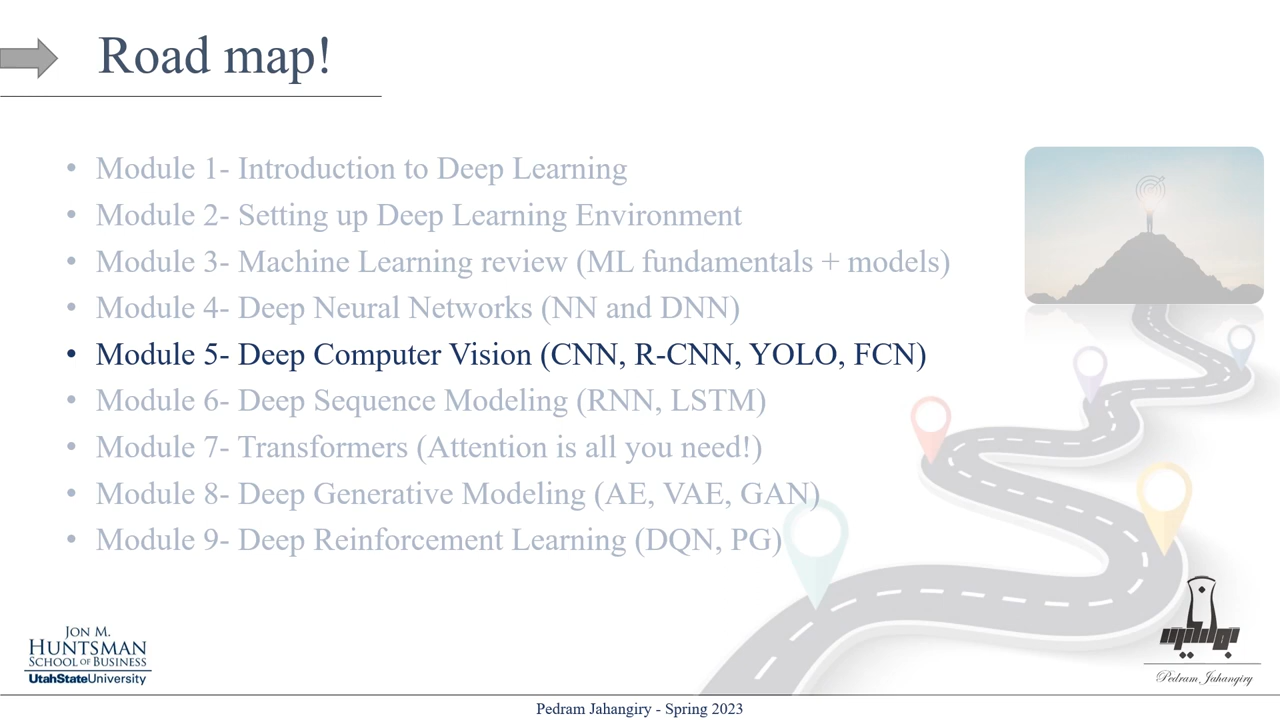 Road map!
• Module 1- Introduction to Deep Learning
• Module 2- Setting up Deep Learning Environment
• Module 3- Machine Learning review (ML fundamentals + models)
• Module 4- Deep Neural Networks (NN and DNN)
• Module 5- Deep Computer Vision (CNN, R-CNN, YOLO, FCN)
• Module 6- Deep Sequence Modeling (RNN, LSTM)
• Module 7- Transformers (Attention is all you need!)
• Module 8- Deep Generative Modeling (AE, VAE, GAN)
• Module 9- Deep Reinforcement Learning (DQN, PG)
JON M.
HUNTSMAN
SCHOOL OF BUSINESS
UtahStateUniversity
Pedram Jahangiry
Pedram Jahangiry - Spring 2023